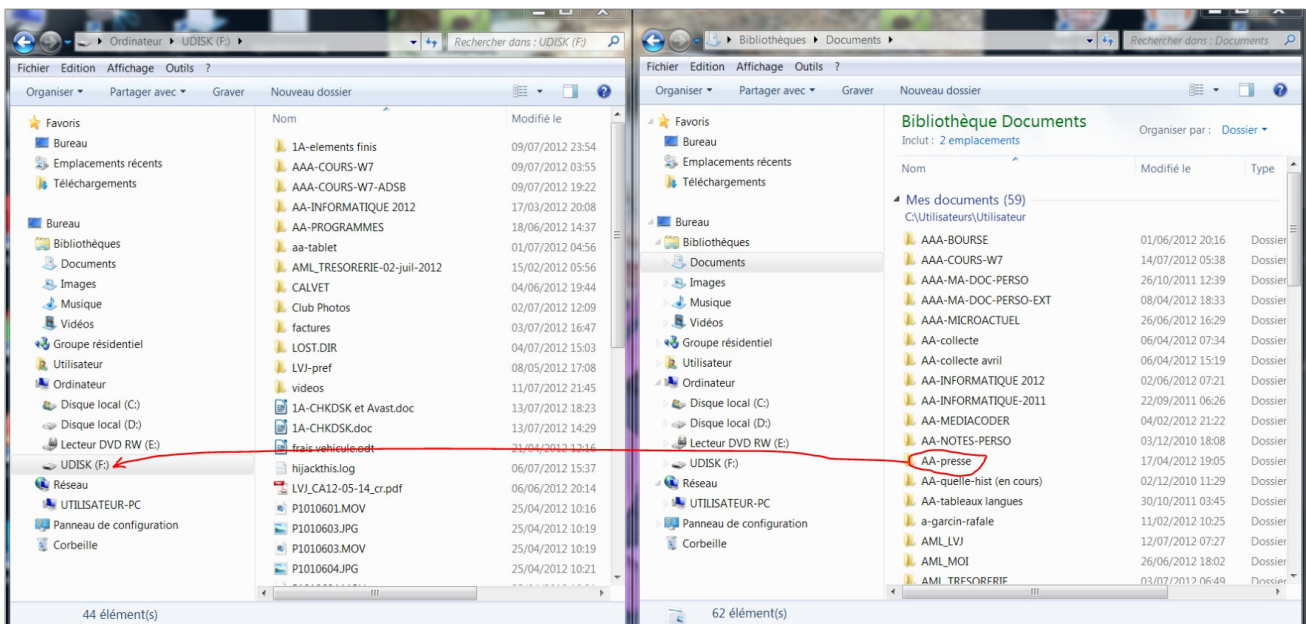 Ordinateur ▸ UDISK (F:) ▸
Rechercher dans : UDISK (F:)
Fichier Edition Affichage Outils ?
Organiser Partager avec Graver Nouveau dossier
Favoris
Bureau
Emplacements récents
Téléchargements
Bureau
Bibliothèques
Documents
Images
Musique
Vidéos
Groupe résidentiel
Utilisateur
Ordinateur
Disque local (C:)
Disque local (D:)
Lecteur DVD RW (E:)
UDISK (F:)
Réseau
UTILISATEUR-PC
Panneau de configuration
Corbeille
Nom Modifié le
1A-elements finis 09/07/2012 23:54
AAA-COURS-W7 09/07/2012 03:55
AAA-COURS-W7-ADSB 09/07/2012 19:22
AA-INFORMATIQUE 2012 17/03/2012 20:08
AA-PROGRAMMES 18/06/2012 14:37
aa-tablet 01/07/2012 04:56
AML_TRESORERIE-02-juil-2012 15/02/2012 05:56
CALVET 04/06/2012 19:44
Club Photos 02/07/2012 12:09
factures 03/07/2012 16:47
LOST.DIR 04/07/2012 15:03
LVJ-pref 08/05/2012 17:08
videos 11/07/2012 21:45
1A-CHKDSK et Avast.doc 13/07/2012 18:23
1A-CHKDSK.doc 13/07/2012 14:29
frais vehicule.odt 21/04/2012 12:16
hijackthis.log 06/07/2012 15:37
LVJ_CA12-05-14_cr.pdf 06/06/2012 20:14
P1010601.MOV 25/04/2012 10:16
P1010603.JPG 25/04/2012 10:19
P1010603.MOV 25/04/2012 10:19
P1010604.JPG 25/04/2012 10:21
44 élément(s)
Bibliothèques ▸ Documents ▸
Rechercher dans : Documents
Fichier Edition Affichage Outils ?
Organiser Partager avec Graver Nouveau dossier
Favoris
Bureau
Emplacements récents
Téléchargements
Bureau
Bibliothèques
Documents
Images
Musique
Vidéos
Groupe résidentiel
Utilisateur
Ordinateur
Disque local (C:)
Disque local (D:)
Lecteur DVD RW (E:)
UDISK (F:)
Réseau
UTILISATEUR-PC
Panneau de configuration
Corbeille
Bibliothèque Documents
Inclut : 2 emplacements
Organiser par : Dossier
Nom Modifié le Type
Mes documents (59)
C:\Utilisateurs\Utilisateur
AAA-BOURSE 01/06/2012 20:16 Dossier
AAA-COURS-W7 14/07/2012 05:38 Dossier
AAA-MA-DOC-PERSO 26/10/2011 12:39 Dossier
AAA-MA-DOC-PERSO-EXT 08/04/2012 18:33 Dossier
AAA-MICROACTUEL 26/06/2012 16:29 Dossier
AA-collecte 06/04/2012 07:34 Dossier
AA-collecte avril 06/04/2012 15:19 Dossier
AA-INFORMATIQUE 2012 02/06/2012 07:21 Dossier
AA-INFORMATIQUE-2011 22/09/2011 06:26 Dossier
AA-MEDIACODER 04/02/2012 21:22 Dossier
AA-NOTES-PERSO 03/12/2010 18:08 Dossier
AA-presse 17/04/2012 19:05 Dossier
AA-quelle-hist (en cours) 02/12/2010 11:29 Dossier
AA-tableaux langues 30/10/2011 03:45 Dossier
a-garcin-rafale 11/02/2012 10:25 Dossier
AML_LVJ 12/07/2012 07:27 Dossier
AML_MOI 26/06/2012 18:02 Dossier
AML_TRESORERIE 03/07/2012 06:49 Dossier
62 élément(s)